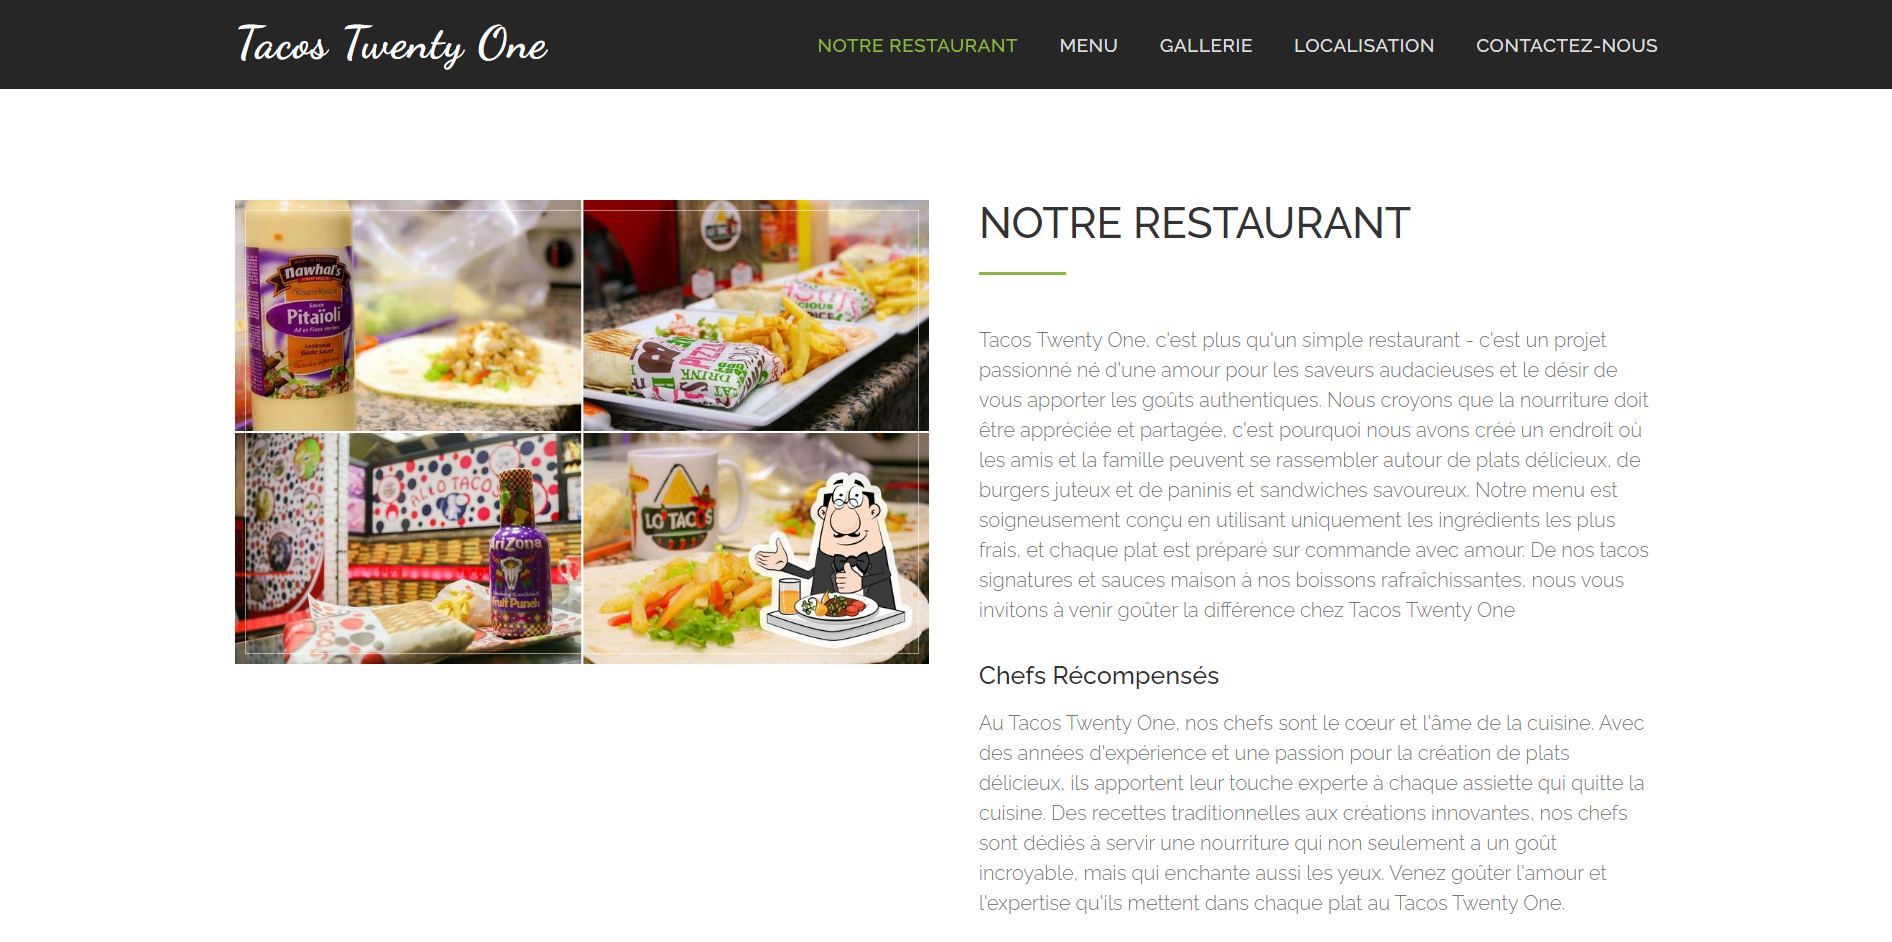 Tacos Twenty One
NOTRE RESTAURANT
MENU
GALLERIE
LOCALISATION
CONTACTEZ-NOUS
nawhal's
Sauce
Pitaïoli
Ail et Fines Herbes
Looksaus
Garlic Sauce
DRINK
ALLO TACOS
AriZona
Fruit Punch
LO TACOS
NOTRE RESTAURANT
Tacos Twenty One, c'est plus qu'un simple restaurant - c'est un projet
passionné né d'une amour pour les saveurs audacieuses et le désir de
vous apporter les goûts authentiques. Nous croyons que la nourriture doit
être appréciée et partagée, c'est pourquoi nous avons créé un endroit où
les amis et la famille peuvent se rassembler autour de plats délicieux, de
burgers juteux et de paninis et sandwiches savoureux. Notre menu est
soigneusement conçu en utilisant uniquement les ingrédients les plus
frais, et chaque plat est préparé sur commande avec amour. De nos tacos
signatures et sauces maison à nos boissons rafraîchissantes, nous vous
invitons à venir goûter la différence chez Tacos Twenty One
Chefs Récompensés
Au Tacos Twenty One, nos chefs sont le cœur et l'âme de la cuisine. Avec
des années d'expérience et une passion pour la création de plats
délicieux, ils apportent leur touche experte à chaque assiette qui quitte la
cuisine. Des recettes traditionnelles aux créations innovantes, nos chefs
sont dédiés à servir une nourriture qui non seulement a un goût
incroyable, mais qui enchante aussi les yeux. Venez goûter l'amour et
l'expertise qu'ils mettent dans chaque plat au Tacos Twenty One.